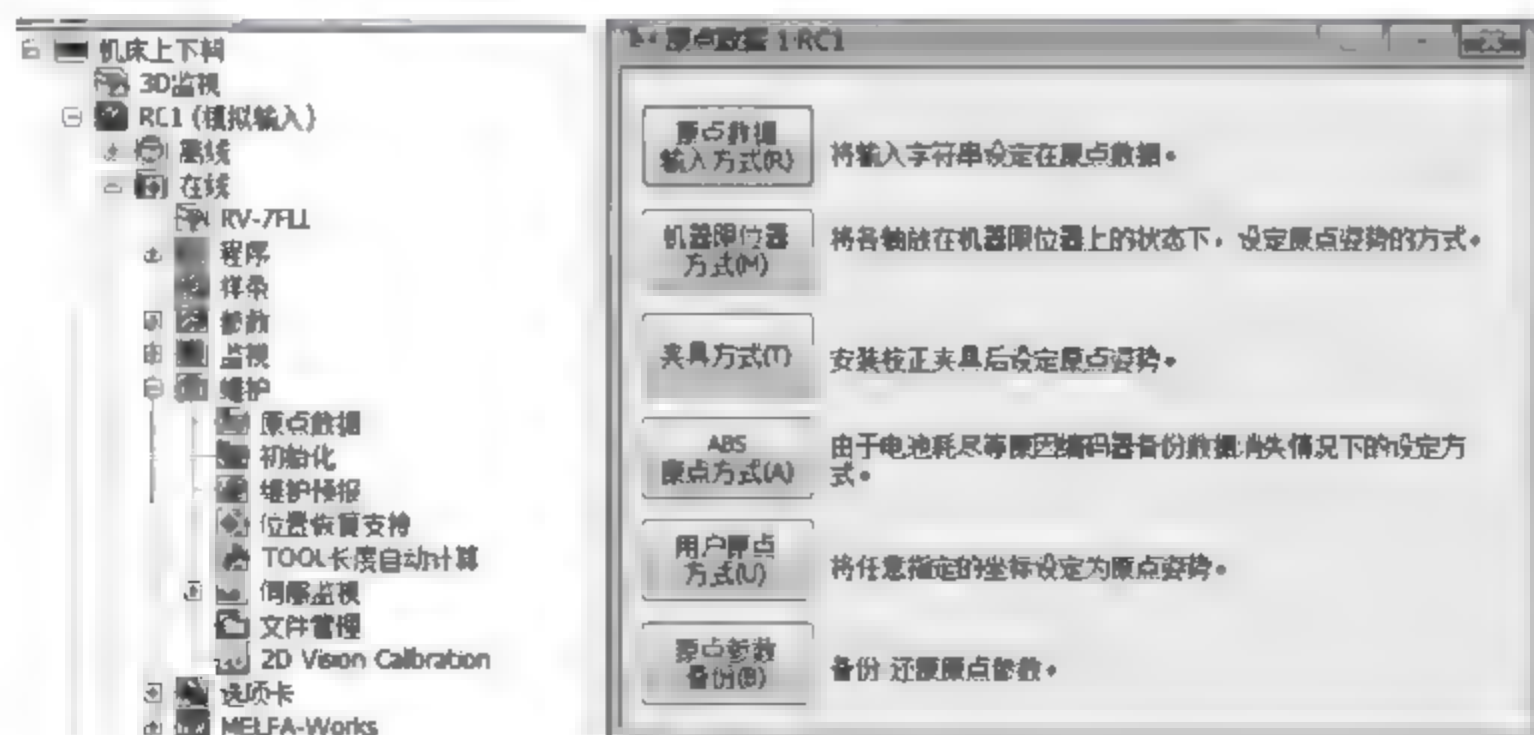 机床上下料
3D监视
RC1 (模拟输入)
离线
在线
RV-7FLL
程序
样条
参数
监视
维护
原点数据
初始化
维护预报
位置恢复支持
TOOL长度自动计算
伺服监视
文件管理
2D Vision Calibration
选项卡
MELFA-Works
原点数据 1:RC1
原点数据
输入方式(R)
将输入字符串设定在原点数据。
机器限位器
方式(M)
将各轴放在机器限位器上的状态下，设定原点姿势的方式。
夹具方式(T)
安装校正夹具后设定原点姿势。
ABS
原点方式(A)
由于电池耗尽等原因编码器备份数据消失情况下的设定方
式。
用户原点
方式(U)
将任意指定的坐标设定为原点姿势。
原点参数
备份(B)
备份 还原原点参数。